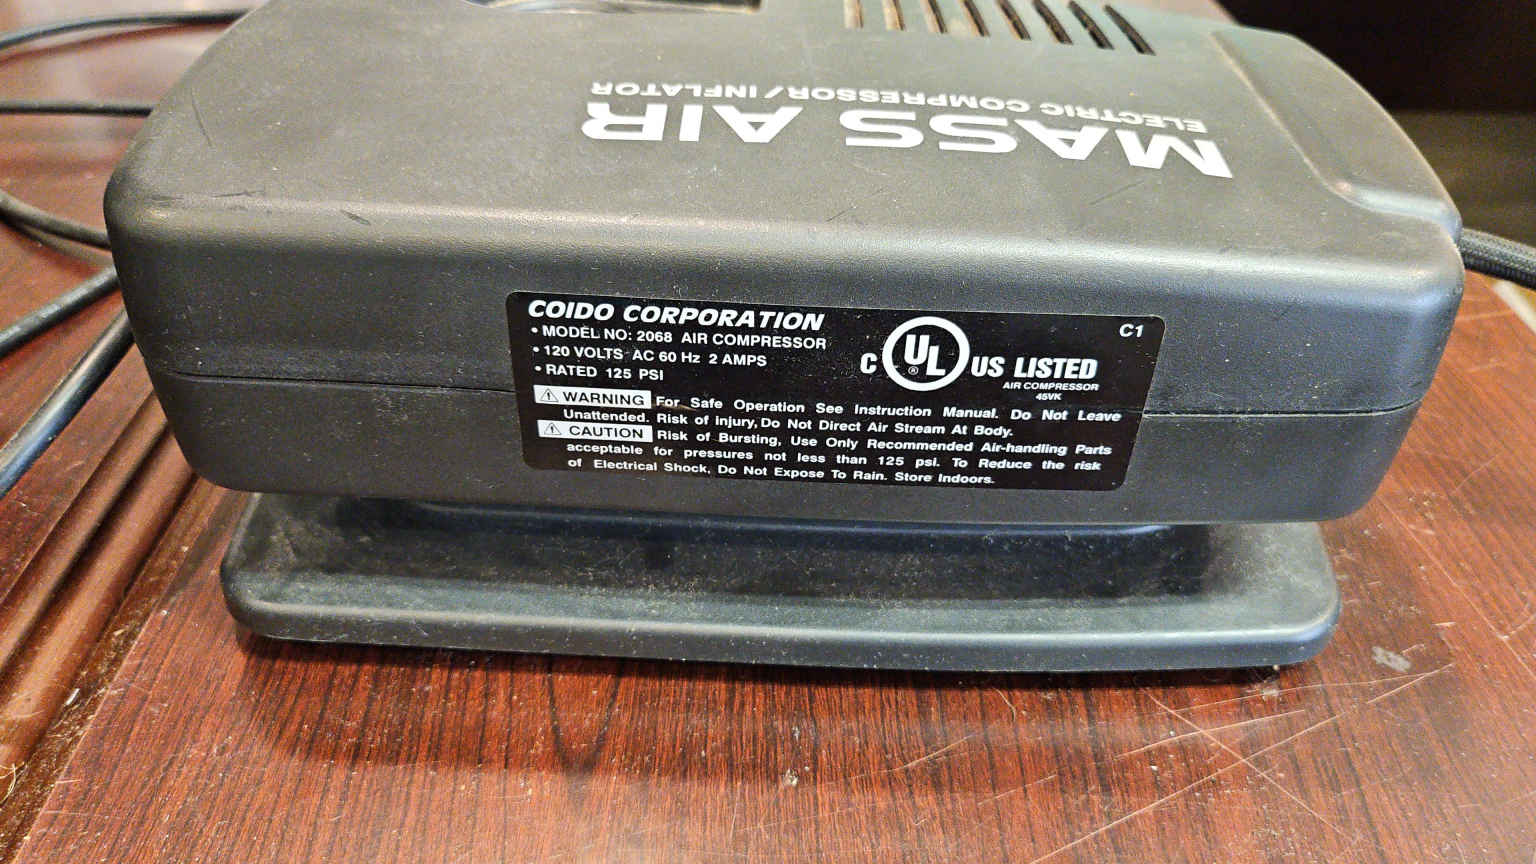 MASS AIR
ELECTRIC COMPRESSOR/INFLATOR
COIDO CORPORATION
• MODEL NO: 2068 AIR COMPRESSOR
• 120 VOLTS AC 60 Hz 2 AMPS
• RATED 125 PSI
C UL ® US LISTED
AIR COMPRESSOR
45VK
C1
⚠ WARNING For Safe Operation See Instruction Manual. Do Not Leave
Unattended. Risk of Injury, Do Not Direct Air Stream At Body.
⚠ CAUTION Risk of Bursting, Use Only Recommended Air-handling Parts
acceptable for pressures not less than 125 psi. To Reduce the risk
of Electrical Shock, Do Not Expose To Rain. Store Indoors.